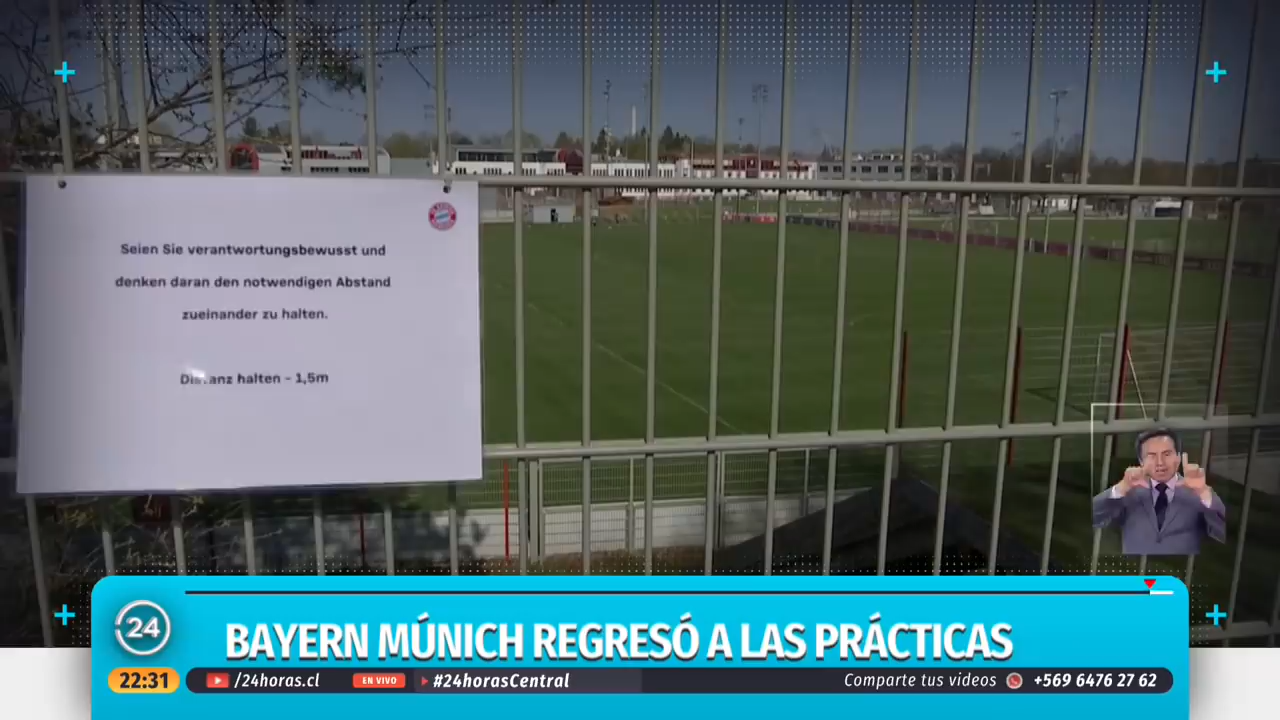 Seien Sie verantwortungsbewusst und
denken daran den notwendigen Abstand
zueinander zu halten.
Distanz halten - 1,5m
24
BAYERN MÚNICH REGRESÓ A LAS PRÁCTICAS
22:31 /24horas.cl EN VIVO #24horasCentral Comparte tus videos +569 6476 27 62